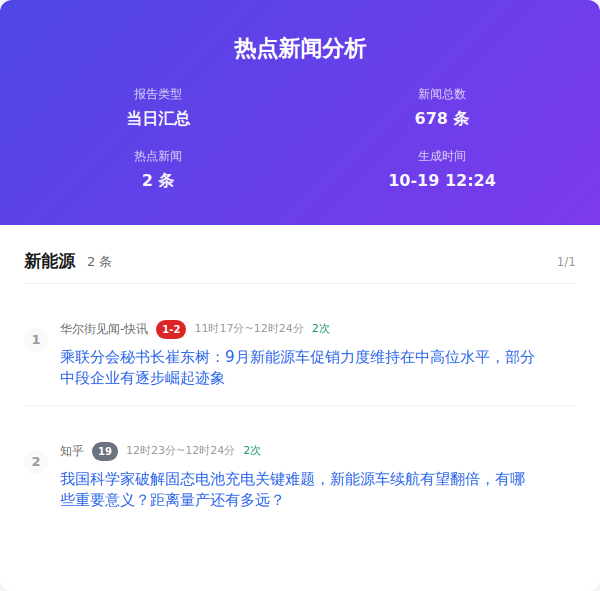 热点新闻分析
报告类型
当日汇总
新闻总数
678 条
热点新闻
2 条
生成时间
10-19 12:24
新能源 2 条 1/1
1 华尔街见闻-快讯 1-2 11时17分~12时24分 2次
乘联分会秘书长崔东树：9月新能源车促销力度维持在中高位水平，部分
中段企业有逐步崛起迹象
2 知乎 19 12时23分~12时24分 2次
我国科学家破解固态电池充电关键难题，新能源车续航有望翻倍，有哪
些重要意义？距离量产还有多远？